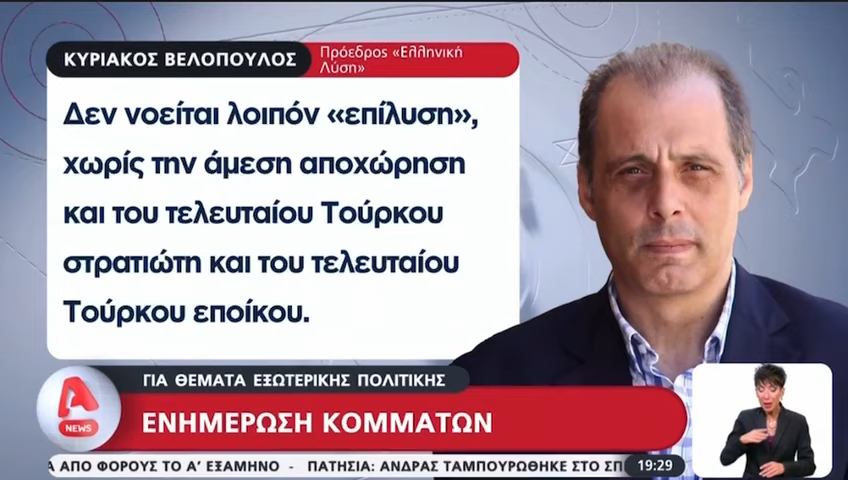 ΚΥΡΙΑΚΟΣ ΒΕΛΟΠΟΥΛΟΣ
Πρόεδρος «Ελληνική
Λύση»
Δεν νοείται λοιπόν «επίλυση»,
χωρίς την άμεση αποχώρηση
και του τελευταίου Τούρκου
στρατιώτη και του τελευταίου
Τούρκου εποίκου.
ΓΙΑ ΘΕΜΑΤΑ ΕΞΩΤΕΡΙΚΗΣ ΠΟΛΙΤΙΚΗΣ
ΕΝΗΜΕΡΩΣΗ ΚΟΜΜΑΤΩΝ
NEWS
Α ΑΠΟ ΦΟΡΟΥΣ ΤΟ Α’ ΕΞΑΜΗΝΟ - ΠΑΤΗΣΙΑ: ΑΝΔΡΑΣ ΤΑΜΠΟΥΡΩΘΗΚΕ ΣΤΟ ΣΠ 19:29